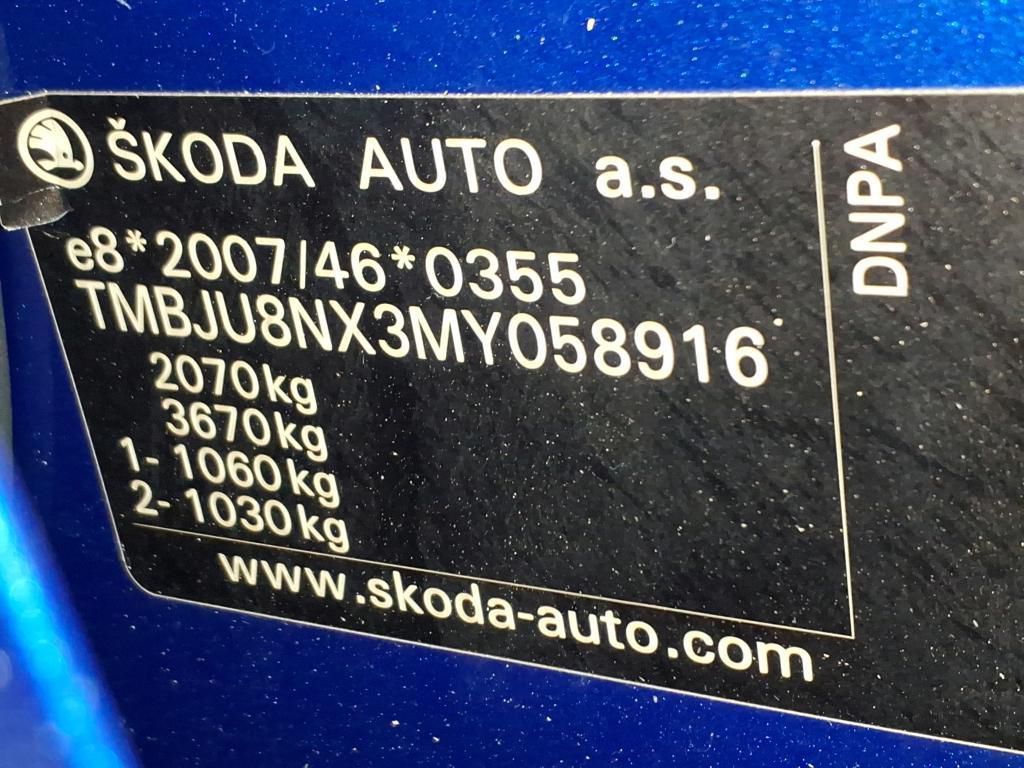 ŠKODA AUTO a.s.
e8*2007/46*0355
TMBJU8NX3MY058916
2070kg
3670kg
1- 1060kg
2- 1030kg
www.skoda-auto.com
DNPA